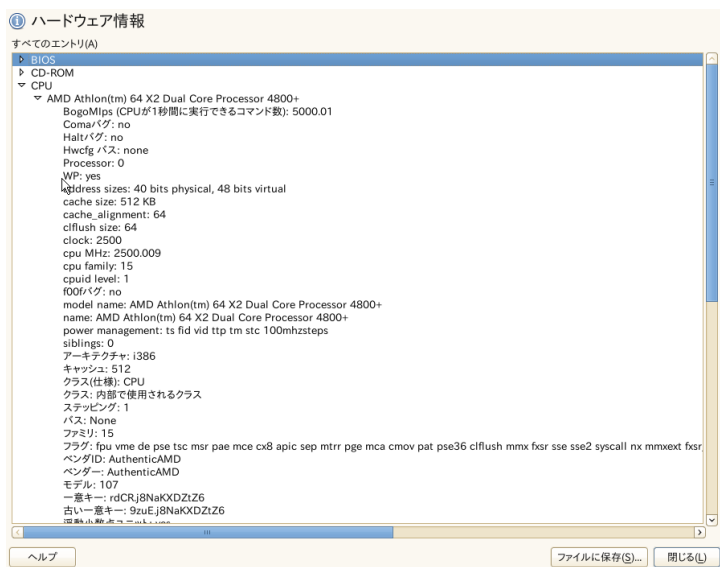 ハードウェア情報
すべてのエントリ(A)
BIOS
CD-ROM
CPU
AMD Athlon(tm) 64 X2 Dual Core Processor 4800+
BogoMIps (CPUが1秒間に実行できるコマンド数): 5000.01
Comaバグ: no
Haltバグ: no
Hwcfg バス: none
Processor: 0
WP: yes
address sizes: 40 bits physical, 48 bits virtual
cache size: 512 KB
cache_alignment: 64
clflush size: 64
clock: 2500
cpu MHz: 2500.009
cpu family: 15
cpuid level: 1
f00fバグ: no
model name: AMD Athlon(tm) 64 X2 Dual Core Processor 4800+
name: AMD Athlon(tm) 64 X2 Dual Core Processor 4800+
power management: ts fid vid ttp tm stc 100mhzsteps
siblings: 0
アーキテクチャ: i386
キャッシュ: 512
クラス(仕様): CPU
クラス: 内部で使用されるクラス
ステッピング: 1
バス: None
ファミリ: 15
フラグ: fpu vme de pse tsc msr pae mce cx8 apic sep mtrr pge mca cmov pat pse36 clflush mmx fxsr sse sse2 syscall nx mmxext fxsr
ベンダID: AuthenticAMD
ベンダー: AuthenticAMD
モデル: 107
一意キー: rdCR.j8NaKXDZtZ6
古い一意キー: 9zuE.j8NaKXDZtZ6
浮動小数点ユニット: yes
ヘルプ
ファイルに保存(S)...
閉じる(L)